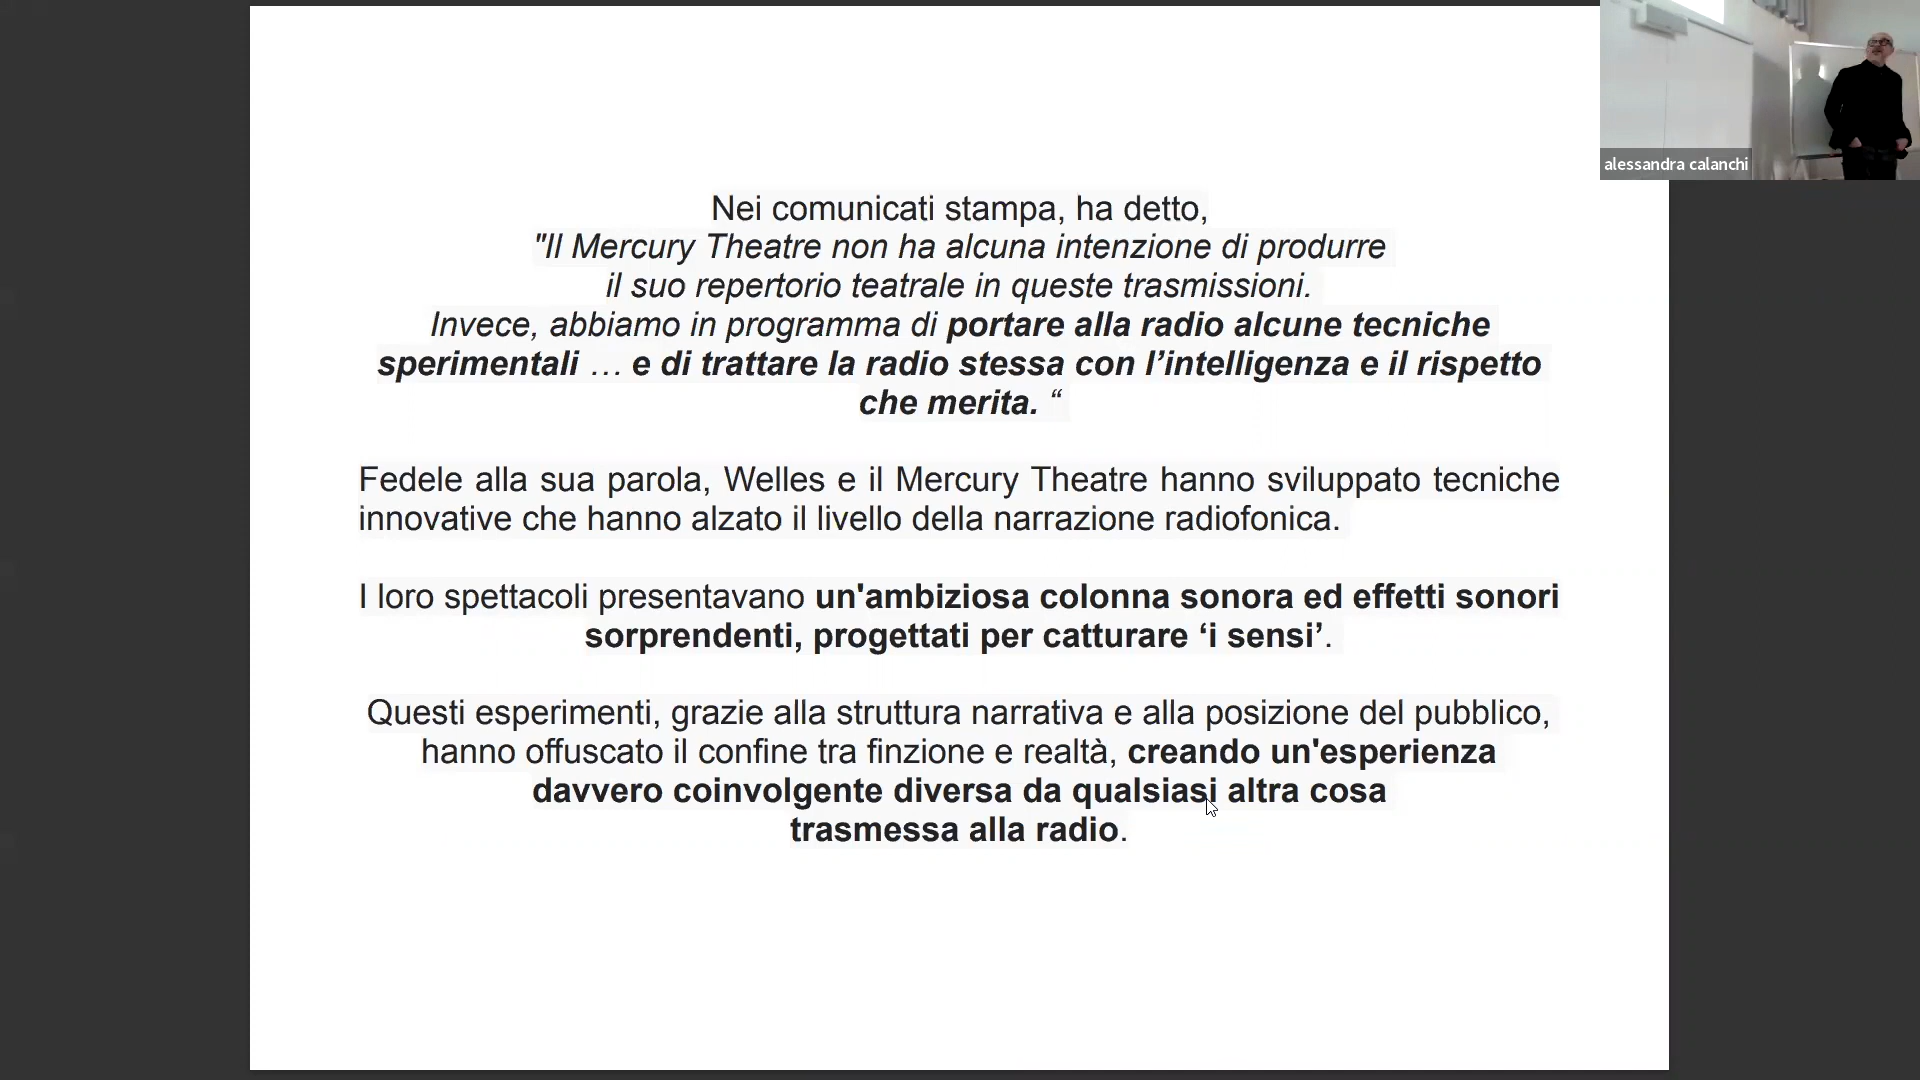 alessandra calanchi
Nei comunicati stampa, ha detto,
"Il Mercury Theatre non ha alcuna intenzione di produrre
il suo repertorio teatrale in queste trasmissioni.
Invece, abbiamo in programma di portare alla radio alcune tecniche
sperimentali … e di trattare la radio stessa con l’intelligenza e il rispetto
che merita. “
Fedele alla sua parola, Welles e il Mercury Theatre hanno sviluppato tecniche
innovative che hanno alzato il livello della narrazione radiofonica.
I loro spettacoli presentavano un'ambiziosa colonna sonora ed effetti sonori
sorprendenti, progettati per catturare ‘i sensi’.
Questi esperimenti, grazie alla struttura narrativa e alla posizione del pubblico,
hanno offuscato il confine tra finzione e realtà, creando un'esperienza
davvero coinvolgente diversa da qualsiasi altra cosa
trasmessa alla radio.